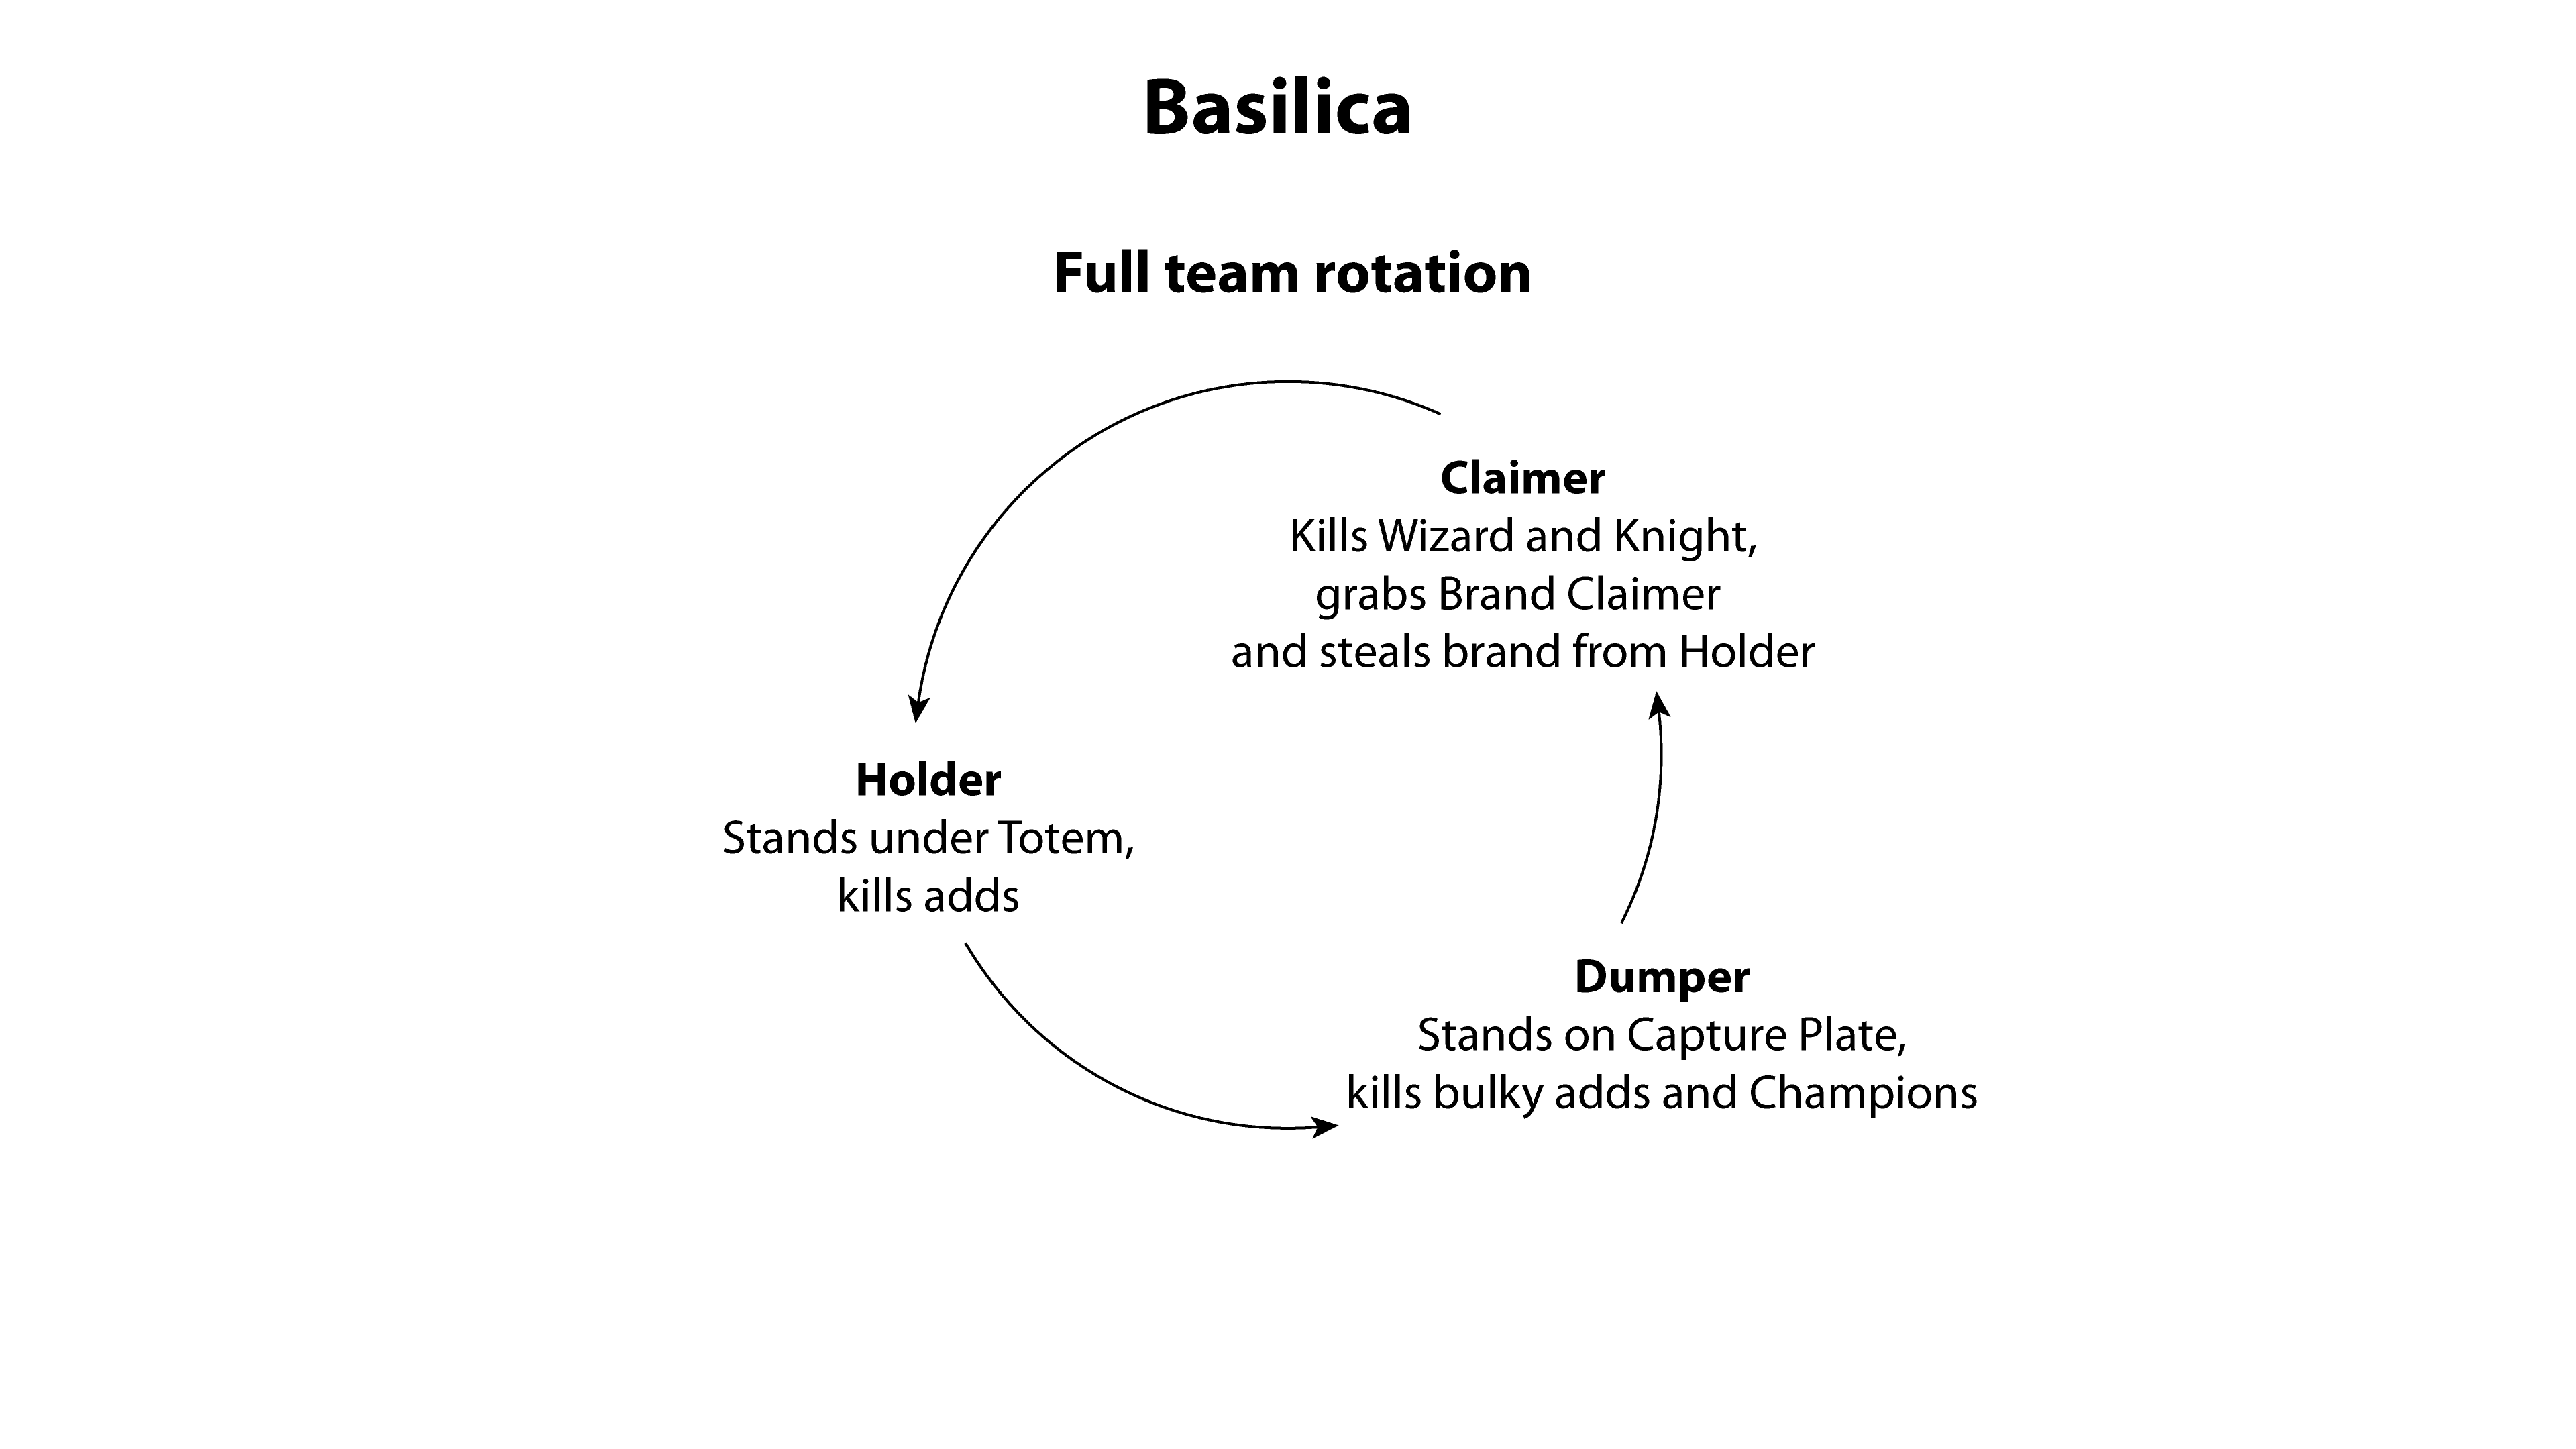 Basilica
Full team rotation
Claimer
Kills Wizard and Knight,
grabs Brand Claimer
and steals brand from Holder
Holder
Stands under Totem,
kills adds
Dumper
Stands on Capture Plate,
kills bulky adds and Champions